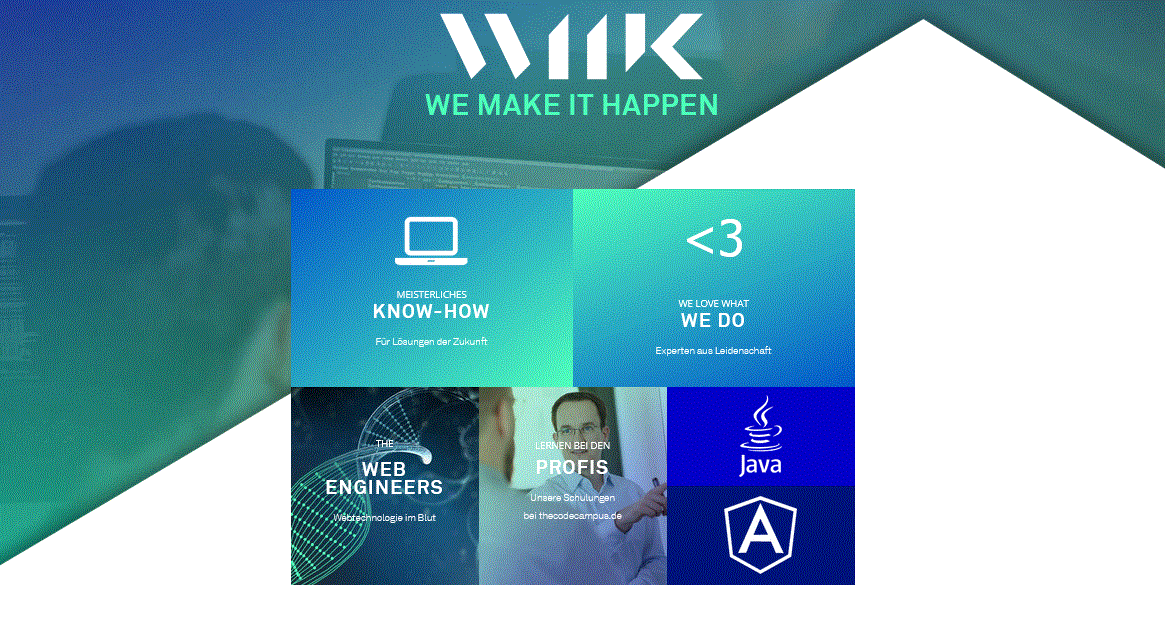 W11K
WE MAKE IT HAPPEN
MEISTERLICHES
KNOW-HOW
Für Lösungen der Zukunft
<3
WE LOVE WHAT
WE DO
Experten aus Leidenschaft
THE
WEB
ENGINEERS
Webtechnologie im Blut
LERNEN BEI DEN
PROFIS
Unsere Schulungen
bei thecodecampus.de
Java
A